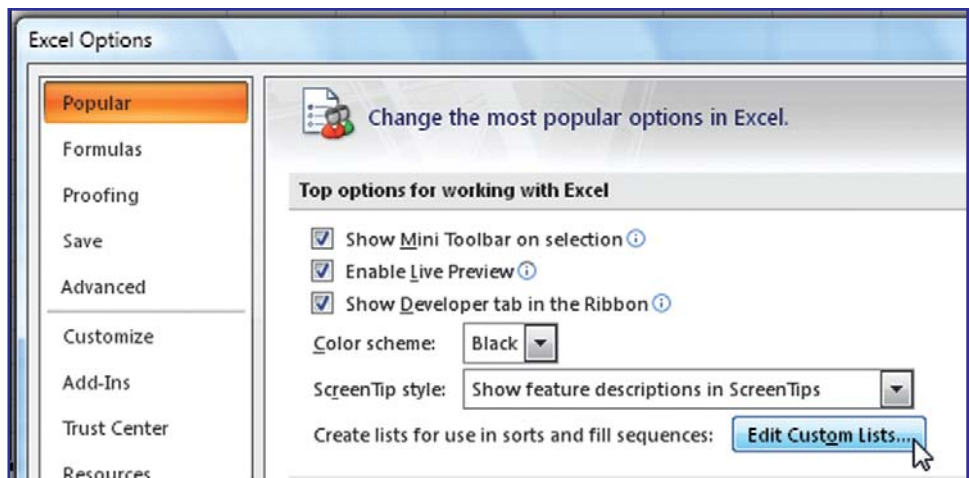 Excel Options
Popular
Formulas
Proofing
Save
Advanced
Customize
Add-Ins
Trust Center
Resources
Change the most popular options in Excel.
Top options for working with Excel
Show Mini Toolbar on selection
Enable Live Preview
Show Developer tab in the Ribbon
Color scheme: Black
ScreenTip style: Show feature descriptions in ScreenTips
Create lists for use in sorts and fill sequences: Edit Custom Lists...